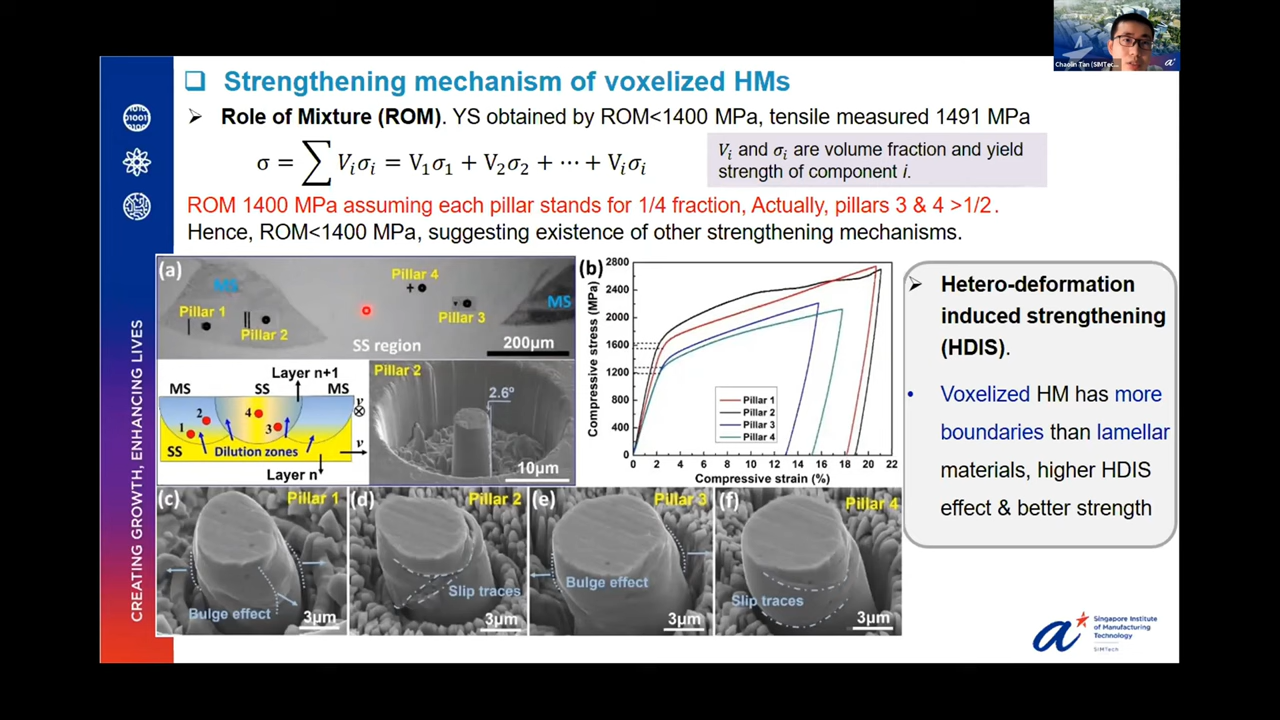 Chaolin Tan (SIMTec...
❑ Strengthening mechanism of voxelized HMs
➤ Role of Mixture (ROM). YS obtained by ROM<1400 MPa, tensile measured 1491 MPa
σ = ∑ Vᵢσᵢ = V₁σ₁ + V₂σ₂ + ⋯ + Vᵢσᵢ
Vᵢ and σᵢ are volume fraction and yield
strength of component i.
ROM 1400 MPa assuming each pillar stands for 1/4 fraction, Actually, pillars 3 & 4 >1/2.
Hence, ROM<1400 MPa, suggesting existence of other strengthening mechanisms.
(a)
MS
Pillar 1
Pillar 2
Pillar 4
Pillar 3
MS
SS region
200μm
Layer n+1
MS SS MS
v
1 2 4 3
SS
Dilution zones
v
Layer n
Pillar 2
2.6°
10μm
(b)
Compressive stress (MPa)
2800
2400
2000
1600
1200
800
400
0
0 2 4 6 8 10 12 14 16 18 20 22
Compressive strain (%)
Pillar 1
Pillar 2
Pillar 3
Pillar 4
(c)
Pillar 1
Bulge effect
3μm
(d)
Pillar 2
Slip traces
3μm
(e)
Pillar 3
Bulge effect
3μm
(f)
Pillar 4
Slip traces
3μm
➤ Hetero-deformation
induced strengthening
(HDIS).
• Voxelized HM has more
boundaries than lamellar
materials, higher HDIS
effect & better strength
CREATING GROWTH, ENHANCING LIVES
Singapore Institute
of Manufacturing
Technology
SIMTech